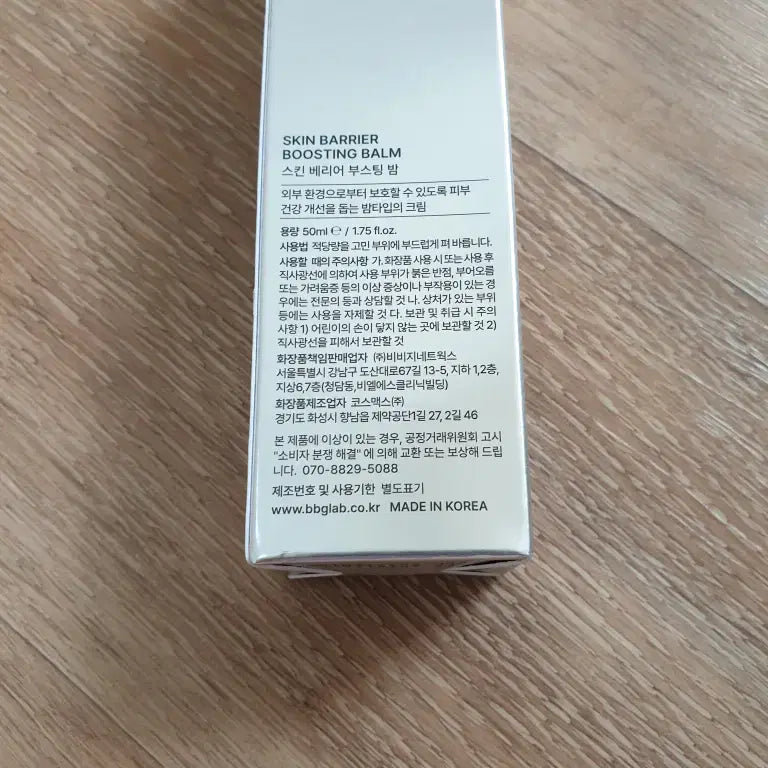 SKIN BARRIER
BOOSTING BALM
스킨 베리어 부스팅 밤
외부 환경으로부터 보호할 수 있도록 피부
건강 개선을 돕는 밤타입의 크림
용량 50ml ℮ / 1.75 fl.oz.
사용법 적당량을 고민 부위에 부드럽게 펴 바릅니다.
사용할 때의 주의사항 가. 화장품 사용 시 또는 사용 후
직사광선에 의하여 사용 부위가 붉은 반점, 부어오름
또는 가려움증 등의 이상 증상이나 부작용이 있는 경
우에는 전문의 등과 상담할 것 나. 상처가 있는 부위
등에는 사용을 자제할 것 다. 보관 및 취급 시 주의
사항 1) 어린이의 손이 닿지 않는 곳에 보관할 것 2)
직사광선을 피해서 보관할 것
화장품책임판매업자 ㈜비비지네트웍스
서울특별시 강남구 도산대로67길 13-5, 지하 1,2층,
지상6,7층(청담동,비엘에스클리닉빌딩)
화장품제조업자 코스맥스㈜
경기도 화성시 향남읍 제약공단1길 27, 2길 46
본 제품에 이상이 있는 경우, 공정거래위원회 고시
"소비자 분쟁 해결" 에 의해 교환 또는 보상해 드립
니다. 070-8829-5088
제조번호 및 사용기한 별도표기
www.bbglab.co.kr MADE IN KOREA